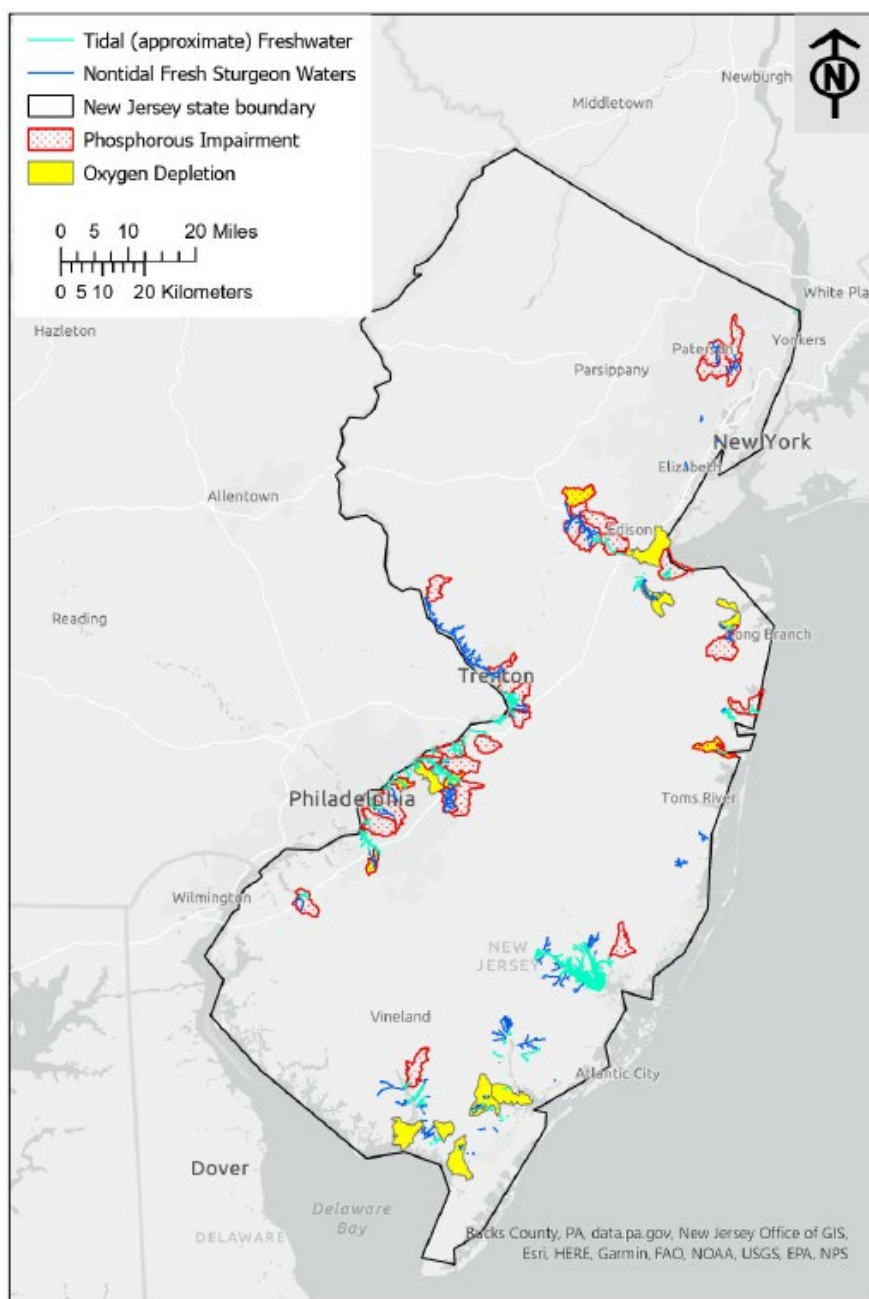 Tidal (approximate) Freshwater
Nontidal Fresh Sturgeon Waters
New Jersey state boundary
Phosphorous Impairment
Oxygen Depletion
0 5 10 20 Miles
0 5 10 20 Kilometers
N
Newburgh
Middletown
White Pla
Hazleton
Paterson
Yonkers
Parsippany
New York
Elizabeth
Allentown
Edison
Reading
Long Branch
Trenton
Toms River
Philadelphia
Wilmington
NEW
JERSEY
Vineland
Atlantic City
Dover
Delaware
Bay
DELAWARE
Bucks County, PA, data.pa.gov, New Jersey Office of GIS,
Esri, HERE, Garmin, FAO, NOAA, USGS, EPA, NPS